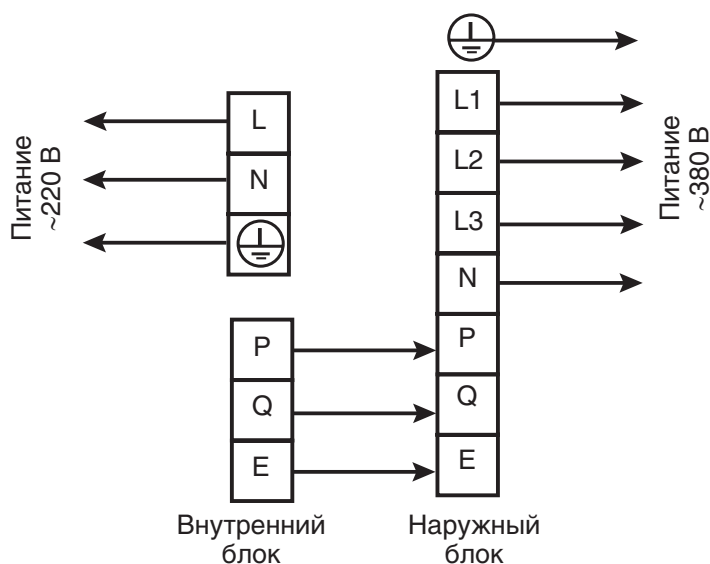 Питание
~220 В
L
N
P
Q
E
Внутренний
блок
L1
L2
L3
N
P
Q
E
Наружный
блок
Питание
~380 В